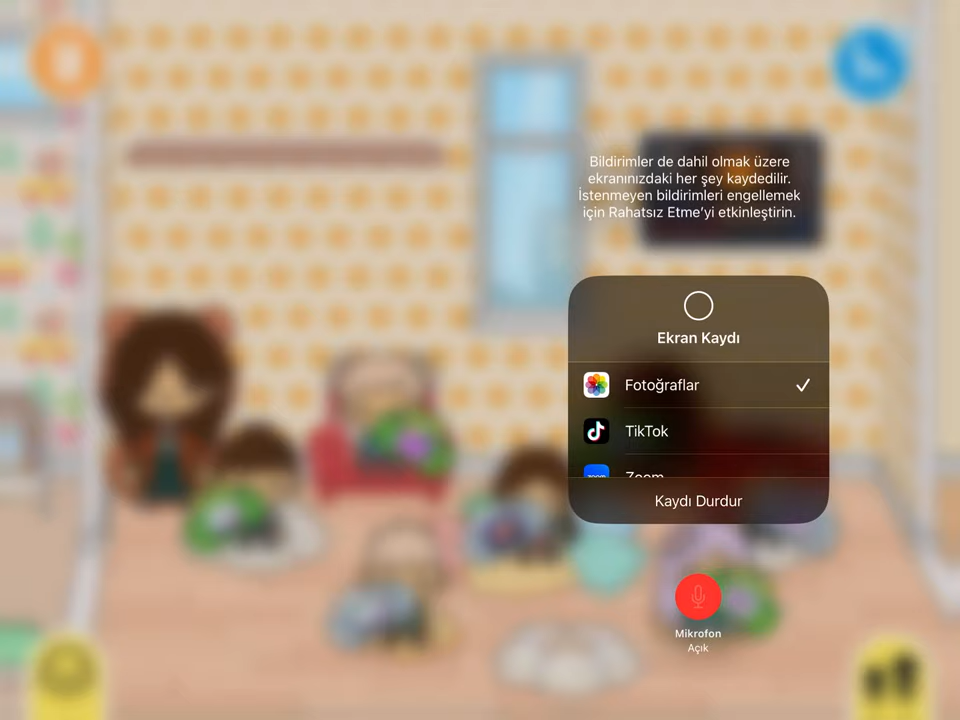 Bildirimler de dahil olmak üzere
ekranınızdaki her şey kaydedilir.
İstenmeyen bildirimleri engellemek
için Rahatsız Etme'yi etkinleştirin.
Ekran Kaydı
Fotoğraflar
TikTok
Zoom
Kaydı Durdur
Mikrofon
Açık